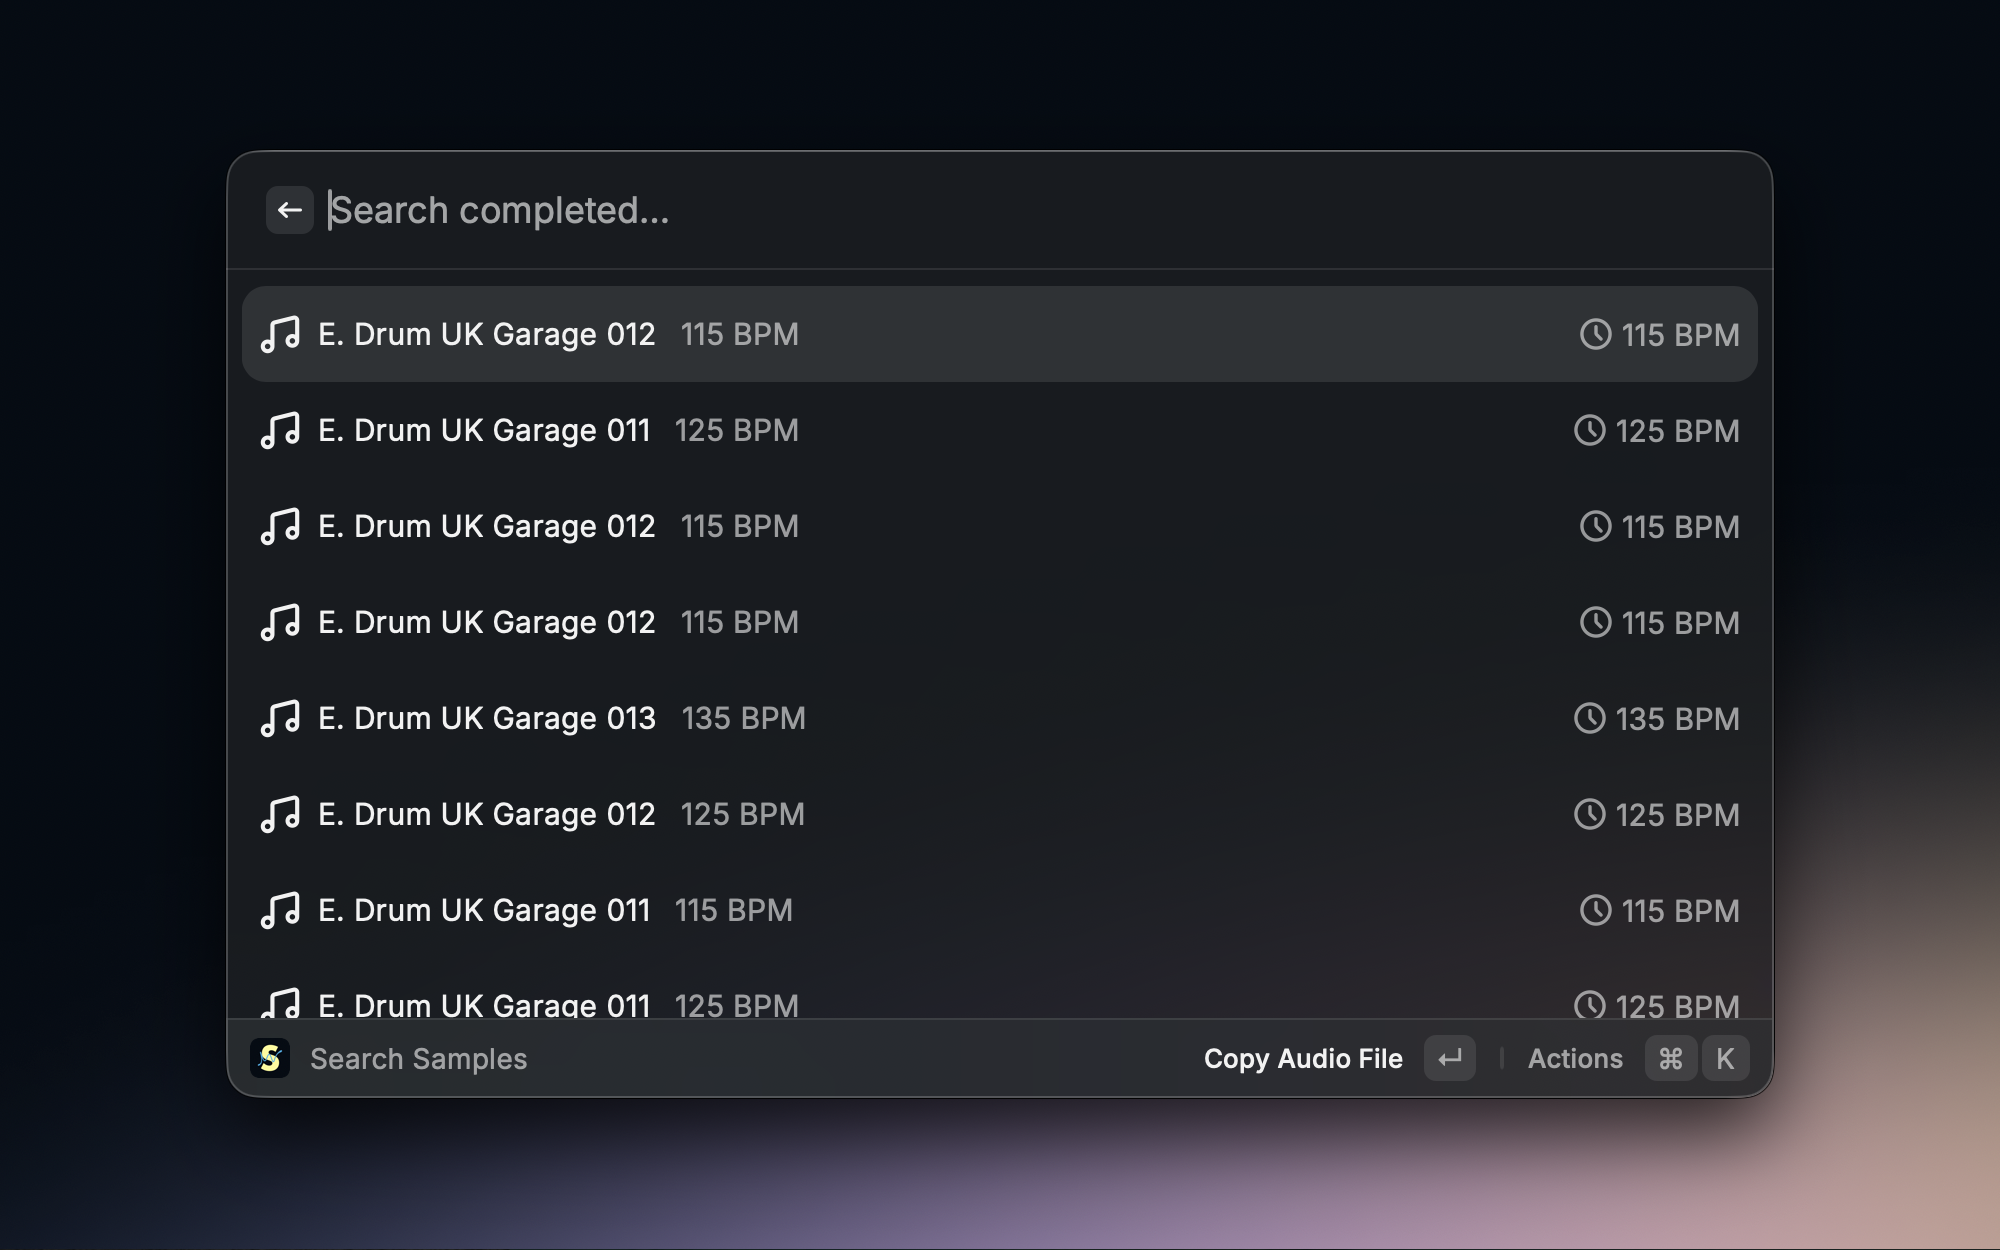 Search completed...
E. Drum UK Garage 012 115 BPM 115 BPM
E. Drum UK Garage 011 125 BPM 125 BPM
E. Drum UK Garage 012 115 BPM 115 BPM
E. Drum UK Garage 012 115 BPM 115 BPM
E. Drum UK Garage 013 135 BPM 135 BPM
E. Drum UK Garage 012 125 BPM 125 BPM
E. Drum UK Garage 011 115 BPM 115 BPM
E. Drum UK Garage 011 125 BPM 125 BPM
S Search Samples Copy Audio File ↵ Actions ⌘ K